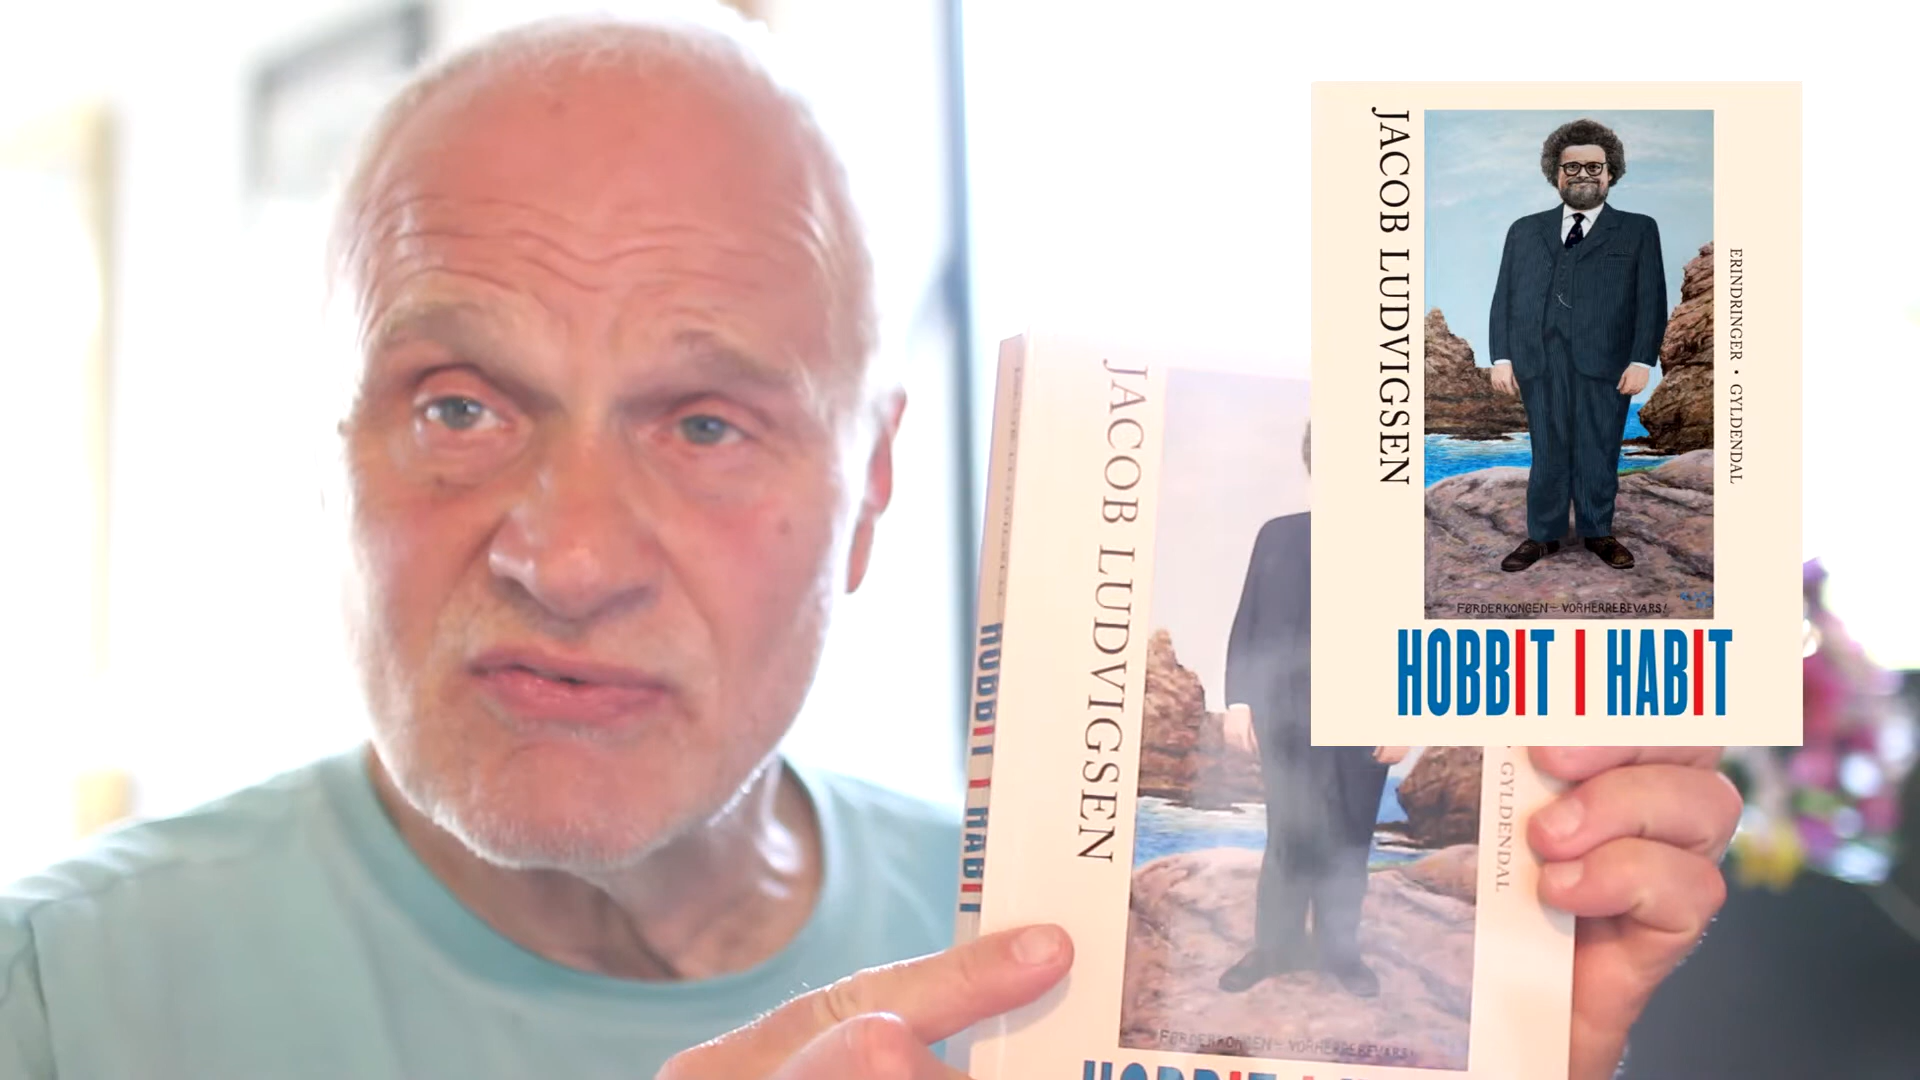 JACOB LUDVIGSEN
ERINDRINGER • GYLDENDAL
FØRDERKONGEN – VORHERREBEVARS!
HOBBIT I HABIT
HOBBIT I HABIT
JACOB LUDVIGSEN
GYLDENDAL
FØRDERKONGEN – VORHERREBEVARS!